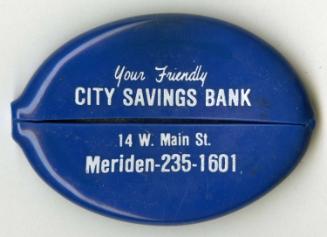 Your Friendly
CITY SAVINGS BANK
14 W. Main St.
Meriden-235-1601